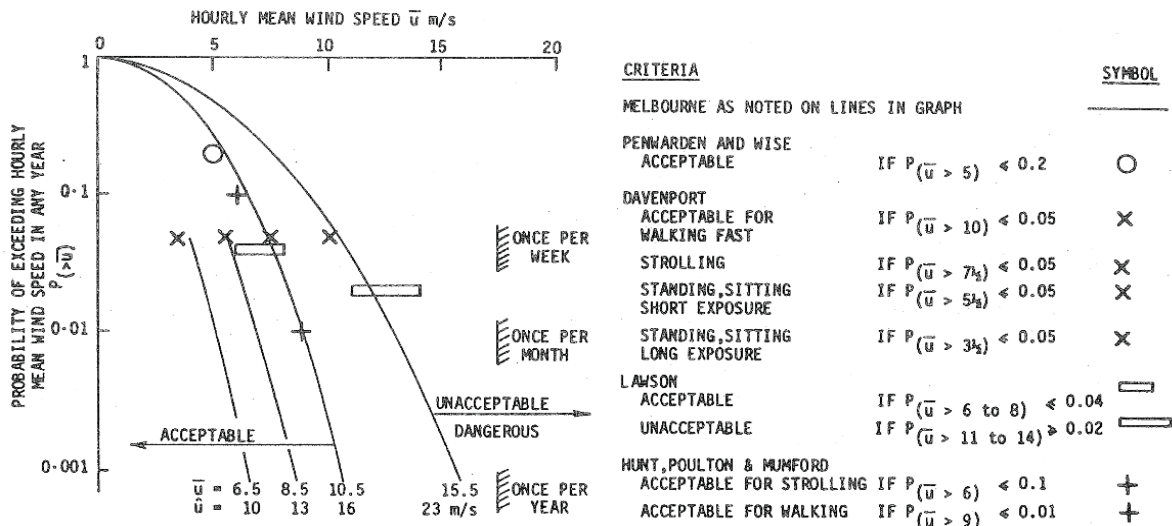 HOURLY MEAN WIND SPEED u̅ m/s
0 5 10 15 20
1
0·1
0·01
0·001
PROBABILITY OF EXCEEDING HOURLY
MEAN WIND SPEED IN ANY YEAR
P(>u̅)
ONCE PER
WEEK
ONCE PER
MONTH
UNACCEPTABLE
DANGEROUS
ACCEPTABLE
u̅ = 6.5 8.5 10.5 15.5
û = 10 13 16 23 m/s
ONCE PER
YEAR
CRITERIA SYMBOL
MELBOURNE AS NOTED ON LINES IN GRAPH
PENWARDEN AND WISE
ACCEPTABLE IF P(u̅ > 5) ≤ 0.2
DAVENPORT
ACCEPTABLE FOR IF P(u̅ > 10) ≤ 0.05
WALKING FAST
STROLLING IF P(u̅ > 7½) ≤ 0.05
STANDING,SITTING IF P(u̅ > 5½) ≤ 0.05
SHORT EXPOSURE
STANDING,SITTING IF P(u̅ > 3½) ≤ 0.05
LONG EXPOSURE
LAWSON
ACCEPTABLE IF P(u̅ > 6 to 8) ≤ 0.04
UNACCEPTABLE IF P(u̅ > 11 to 14) ≥ 0.02
HUNT,POULTON & MUMFORD
ACCEPTABLE FOR STROLLING IF P(u̅ > 6) ≤ 0.1
ACCEPTABLE FOR WALKING IF P(u̅ > 9) ≤ 0.01